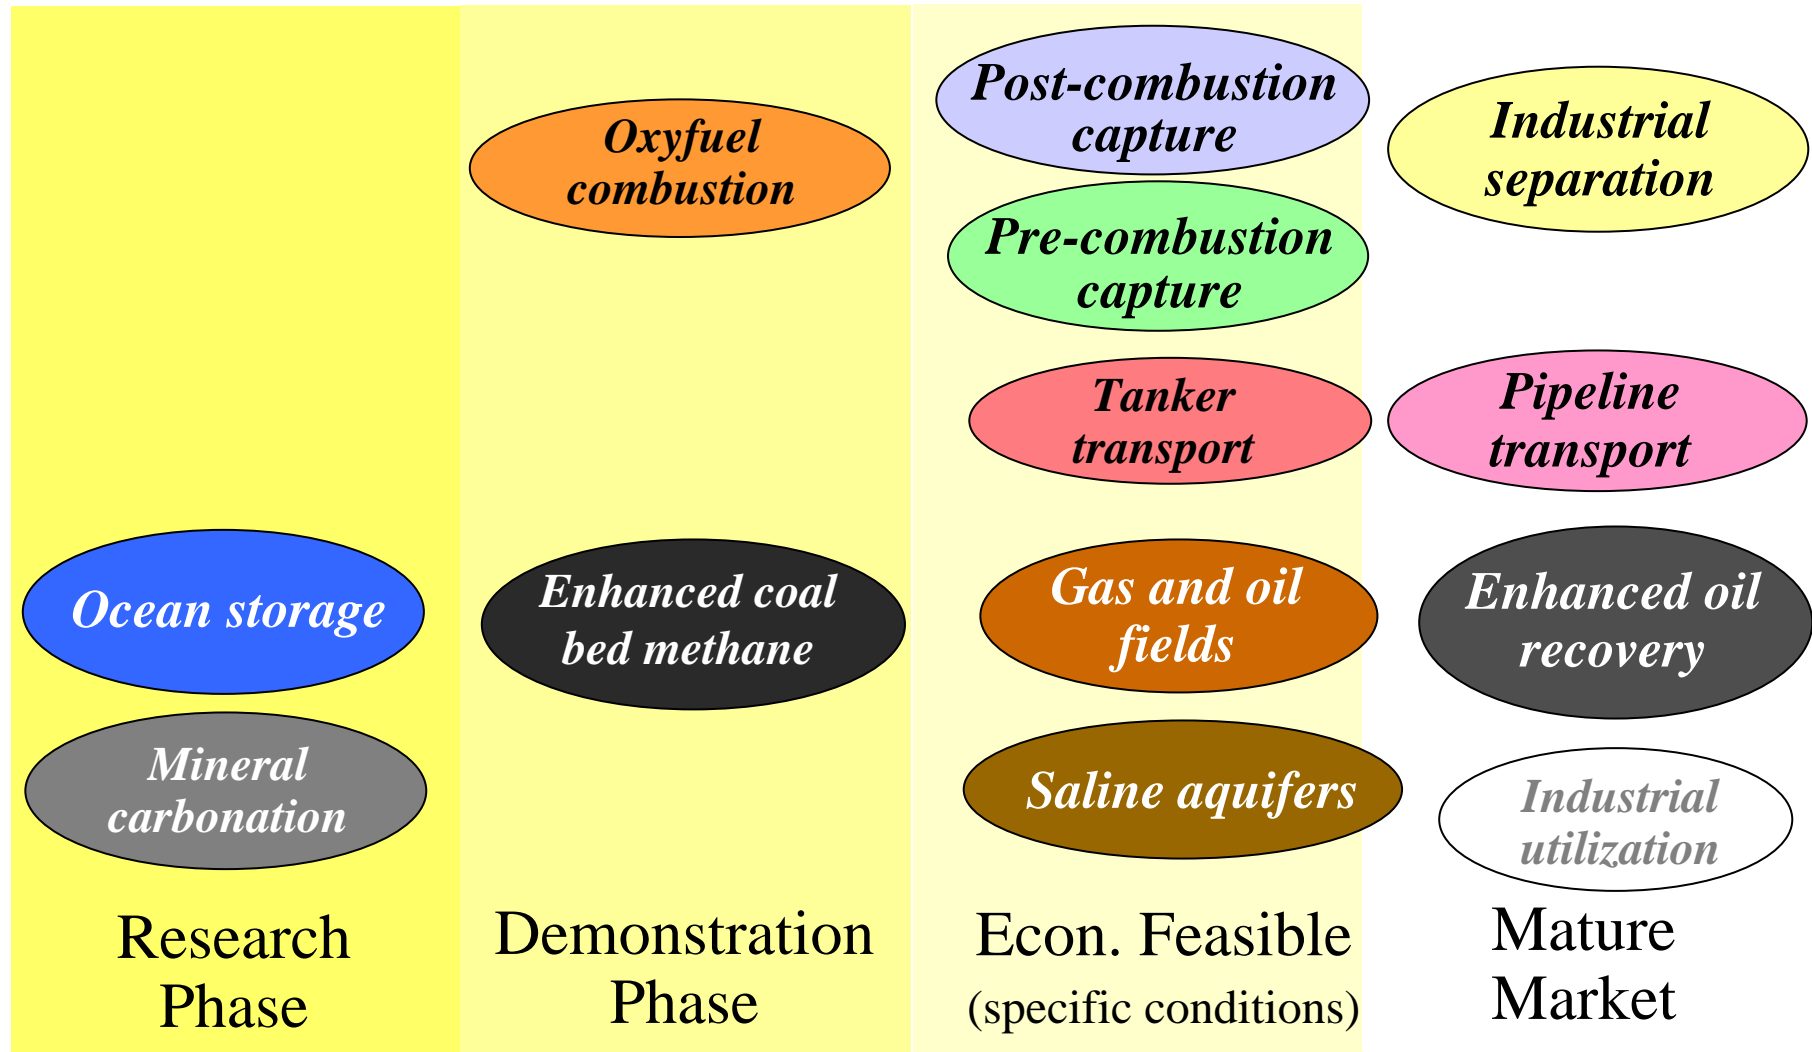 Post-combustion
capture
Industrial
separation
Oxyfuel
combustion
Pre-combustion
capture
Tanker
transport
Pipeline
transport
Ocean storage
Enhanced coal
bed methane
Gas and oil
fields
Enhanced oil
recovery
Mineral
carbonation
Saline aquifers
Industrial
utilization
Research
Phase
Demonstration
Phase
Econ. Feasible
(specific conditions)
Mature
Market